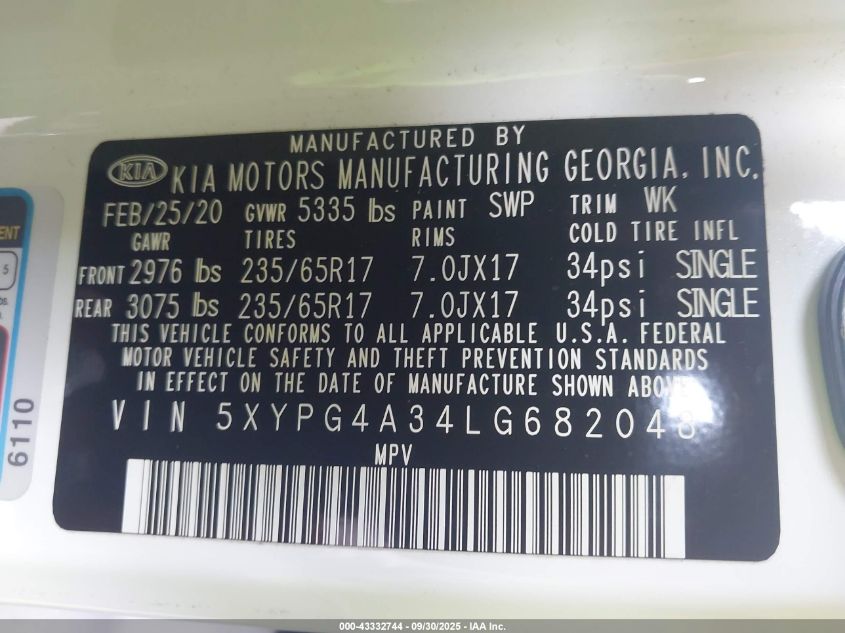 MANUFACTURED BY
KIA KIA MOTORS MANUFACTURING GEORGIA, INC.
FEB/25/20 GVWR 5335 lbs PAINT SWP TRIM WK
GAWR TIRES RIMS COLD TIRE INFL
FRONT 2976 lbs 235/65R17 7.0JX17 34psi SINGLE
REAR 3075 lbs 235/65R17 7.0JX17 34psi SINGLE
THIS VEHICLE CONFORMS TO ALL APPLICABLE U.S.A. FEDERAL
MOTOR VEHICLE SAFETY AND THEFT PREVENTION STANDARDS
IN EFFECT ON THE DATE OF MANUFACTURE SHOWN ABOVE
VIN 5XYPG4A34LG682048
MPV
5
6110
000-43332744 - 09/30/2025 - IAA Inc.